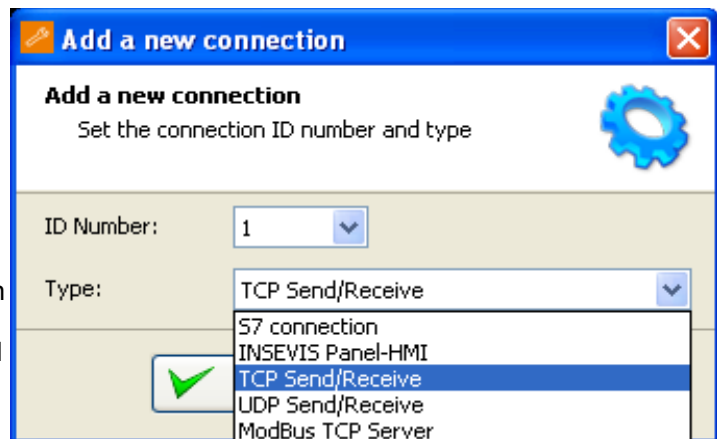 Add a new connection
Add a new connection
Set the connection ID number and type
ID Number:
1
Type:
TCP Send/Receive
S7 connection
INSEVIS Panel-HMI
TCP Send/Receive
UDP Send/Receive
ModBus TCP Server